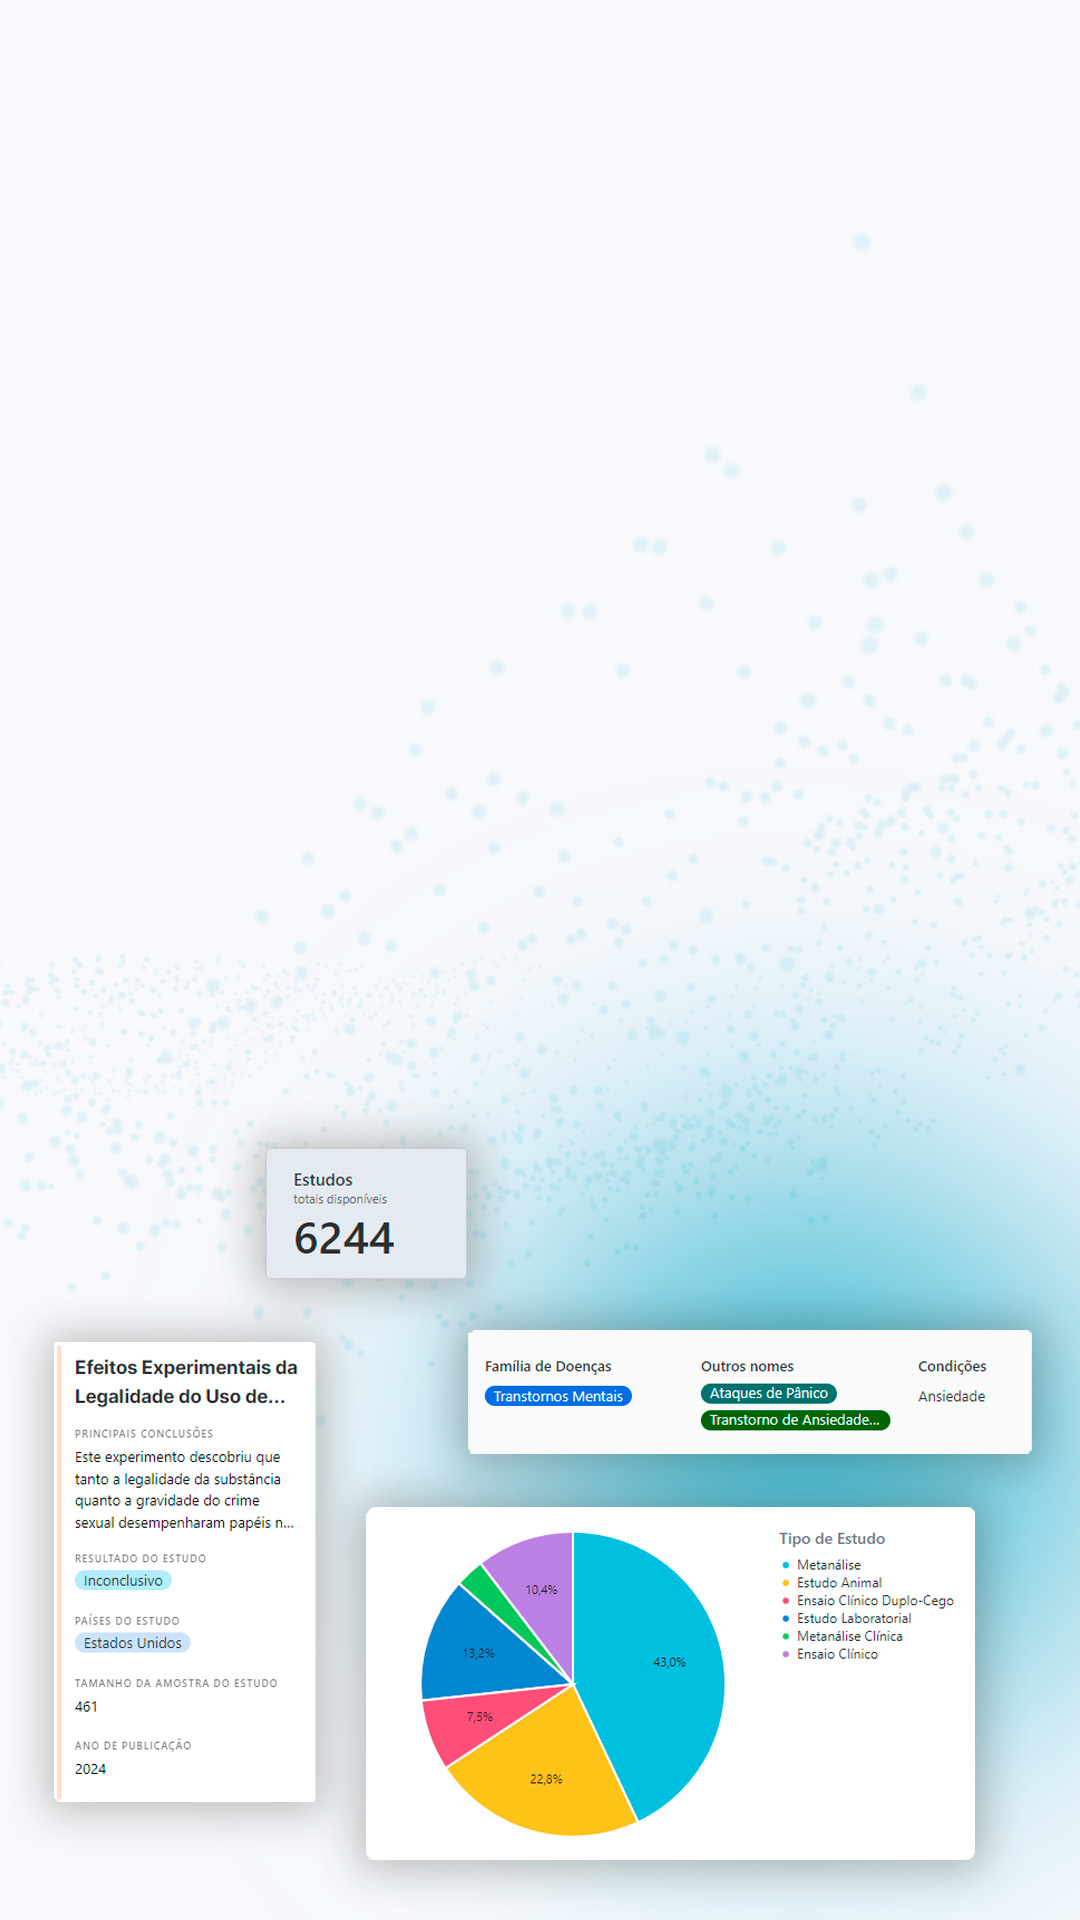 Estudos
totais disponíveis
6244
Efeitos Experimentais da
Legalidade do Uso de...
PRINCIPAIS CONCLUSÕES
Este experimento descobriu que
tanto a legalidade da substância
quanto a gravidade do crime
sexual desempenharam papéis n...
RESULTADO DO ESTUDO
Inconclusivo
PAÍSES DO ESTUDO
Estados Unidos
TAMANHO DA AMOSTRA DO ESTUDO
461
ANO DE PUBLICAÇÃO
2024
Família de Doenças
Transtornos Mentais
Outros nomes
Ataques de Pânico
Transtorno de Ansiedade...
Condições
Ansiedade
10,4%
13,2%
43,0%
7,5%
22,8%
Tipo de Estudo
Metanálise
Estudo Animal
Ensaio Clínico Duplo-Cego
Estudo Laboratorial
Metanálise Clínica
Ensaio Clínico